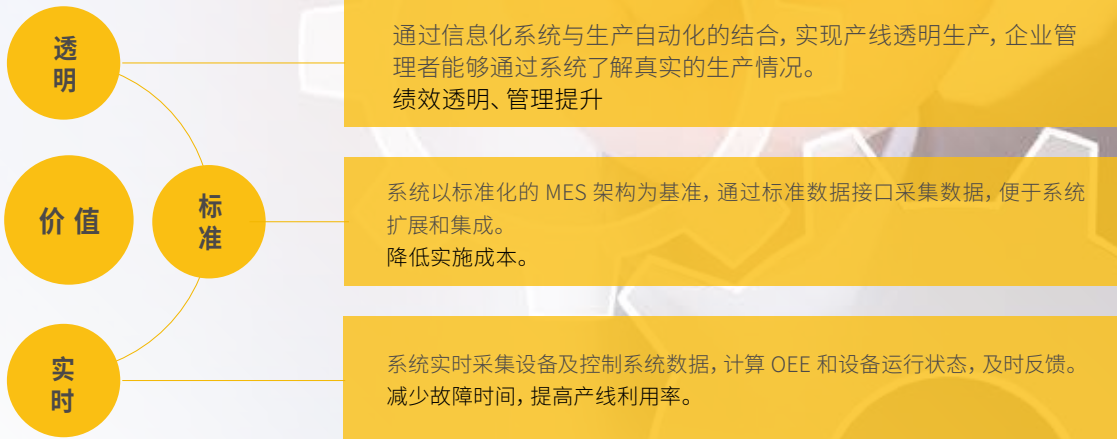 透
明
通过信息化系统与生产自动化的结合，实现产线透明生产，企业管
理者能够通过系统了解真实的生产情况。
绩效透明、管理提升
价 值
标
准
系统以标准化的 MES 架构为基准，通过标准数据接口采集数据，便于系统
扩展和集成。
降低实施成本。
实
时
系统实时采集设备及控制系统数据，计算 OEE 和设备运行状态，及时反馈。
减少故障时间，提高产线利用率。